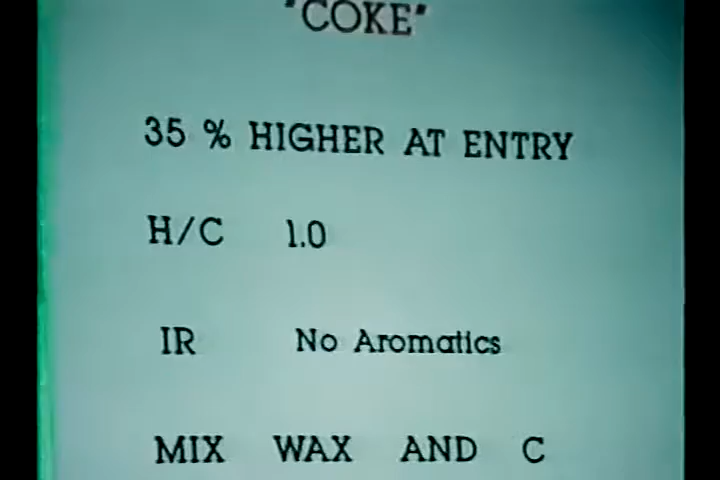 "COKE"
35 % HIGHER AT ENTRY
H/C 1.0
IR No Aromatics
MIX WAX AND C